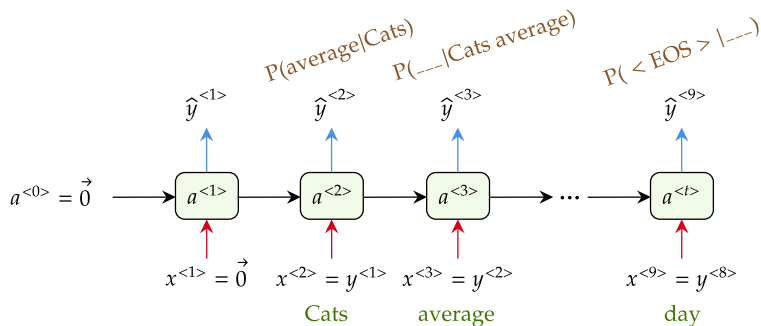 P(average|Cats) P(___|Cats average) P(<EOS>|___)
ŷ<1> ŷ<2> ŷ<3> ŷ<9>
a<0> = 0⃗ a<1> a<2> a<3> ... a<t>
x<1> = 0⃗ x<2> = y<1> x<3> = y<2> x<9> = y<8>
Cats average day